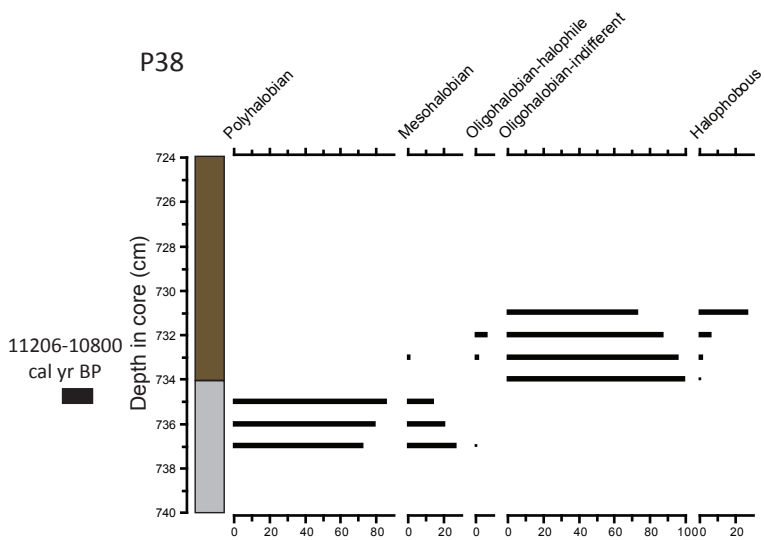 P38
Polyhalobian
Mesohalobian
Oligohalobian-halophile
Oligohalobian-indifferent
Halophobous
Depth in core (cm)
724
726
728
730
732
734
736
738
740
11206-10800
cal yr BP
0 20 40 60 80 0 20 0 0 20 40 60 80 100 0 20